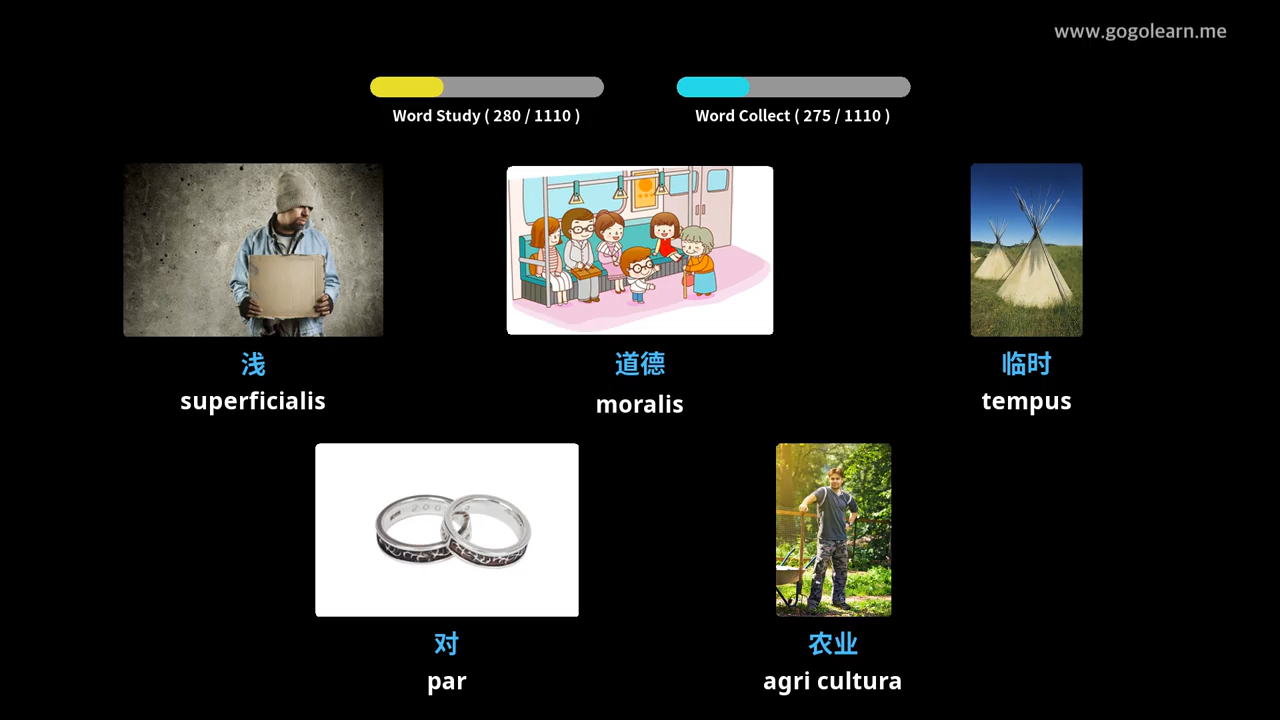 www.gogolearn.me
Word Study ( 280 / 1110 )
Word Collect ( 275 / 1110 )
浅
superficialis
道德
moralis
临时
tempus
对
par
农业
agri cultura